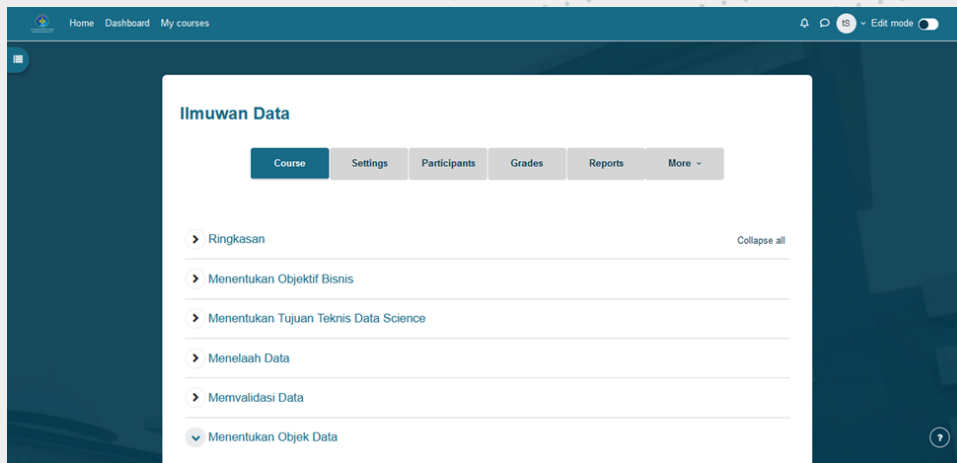 Home Dashboard My courses
tS Edit mode
Ilmuwan Data
Course Settings Participants Grades Reports More
Ringkasan Collapse all
Menentukan Objektif Bisnis
Menentukan Tujuan Teknis Data Science
Menelaah Data
Memvalidasi Data
Menentukan Objek Data
?